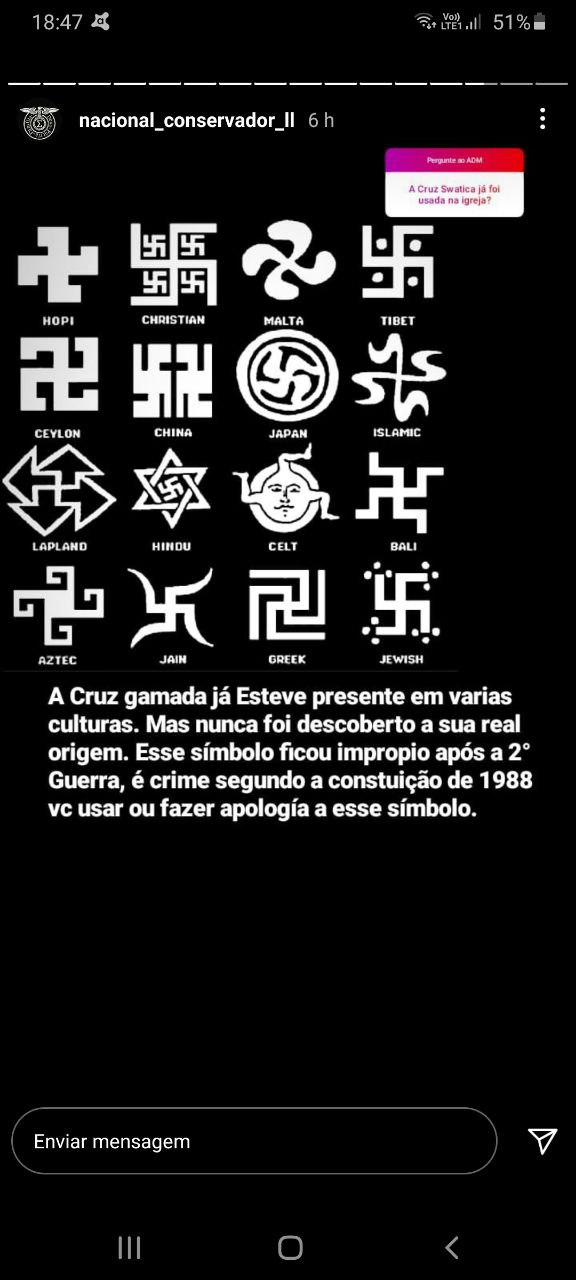 18:47
Vo))
LTE1
51%
nacional_conservador_ll 6 h
Pergunte ao ADM
A Cruz Swatica já foi
usada na igreja?
HOPI CHRISTIAN MALTA TIBET
CEYLON CHINA JAPAN ISLAMIC
LAPLAND HINDU CELT BALI
AZTEC JAIN GREEK JEWISH
A Cruz gamada já Esteve presente em varias
culturas. Mas nunca foi descoberto a sua real
origem. Esse símbolo ficou impropio após a 2°
Guerra, é crime segundo a constuição de 1988
vc usar ou fazer apología a esse símbolo.
Enviar mensagem